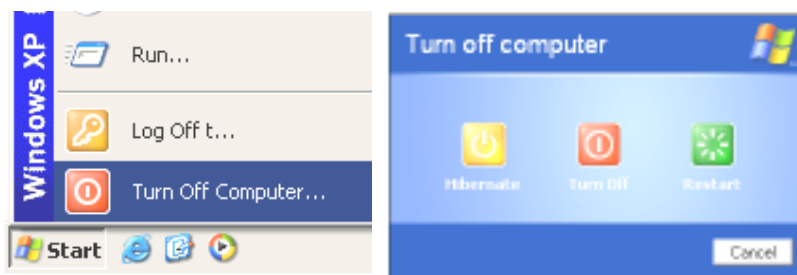 Windows XP
Run...
Log Off t...
Turn Off Computer...
Start
Turn off computer
Hibernate
Turn Off
Restart
Cancel